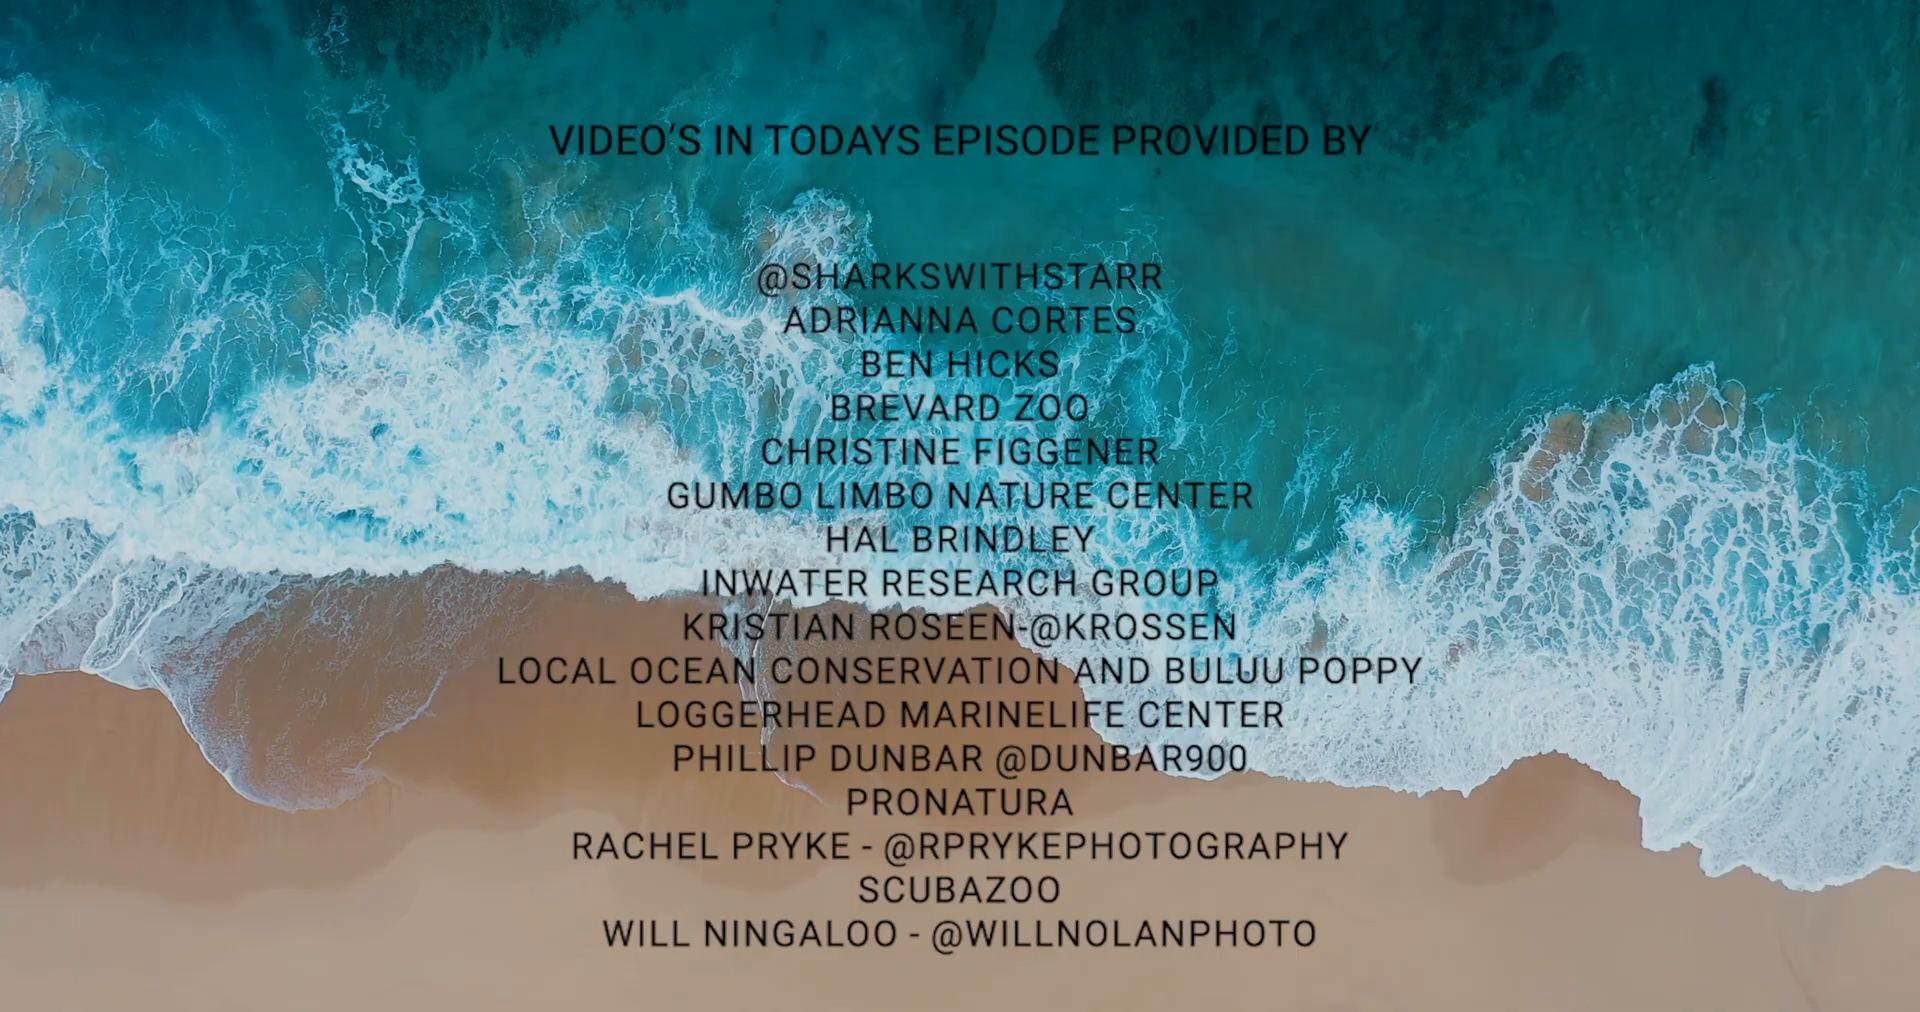 VIDEO'S IN TODAYS EPISODE PROVIDED BY
@SHARKSWITHSTARR
ADRIANNA CORTES
BEN HICKS
BREVARD ZOO
CHRISTINE FIGGENER
GUMBO LIMBO NATURE CENTER
HAL BRINDLEY
INWATER RESEARCH GROUP
KRISTIAN ROSEEN-@KROSSEN
LOCAL OCEAN CONSERVATION AND BULUU POPPY
LOGGERHEAD MARINELIFE CENTER
PHILLIP DUNBAR @DUNBAR900
PRONATURA
RACHEL PRYKE - @RPRYKEPHOTOGRAPHY
SCUBAZOO
WILL NINGALOO - @WILLNOLANPHOTO